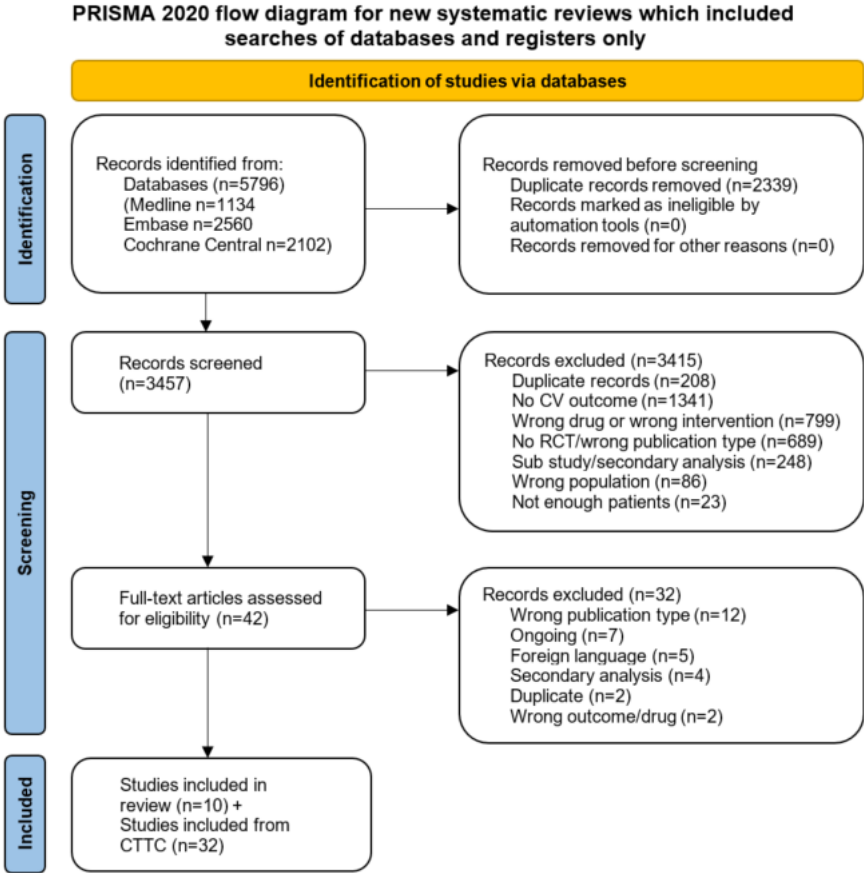 PRISMA 2020 flow diagram for new systematic reviews which included
searches of databases and registers only
Identification of studies via databases
Identification
Records identified from:
Databases (n=5796)
(Medline n=1134
Embase n=2560
Cochrane Central n=2102)
Records removed before screening
Duplicate records removed (n=2339)
Records marked as ineligible by
automation tools (n=0)
Records removed for other reasons (n=0)
Screening
Records screened
(n=3457)
Records excluded (n=3415)
Duplicate records (n=208)
No CV outcome (n=1341)
Wrong drug or wrong intervention (n=799)
No RCT/wrong publication type (n=689)
Sub study/secondary analysis (n=248)
Wrong population (n=86)
Not enough patients (n=23)
Full-text articles assessed
for eligibility (n=42)
Records excluded (n=32)
Wrong publication type (n=12)
Ongoing (n=7)
Foreign language (n=5)
Secondary analysis (n=4)
Duplicate (n=2)
Wrong outcome/drug (n=2)
Included
Studies included in
review (n=10) +
Studies included from
CTTC (n=32)